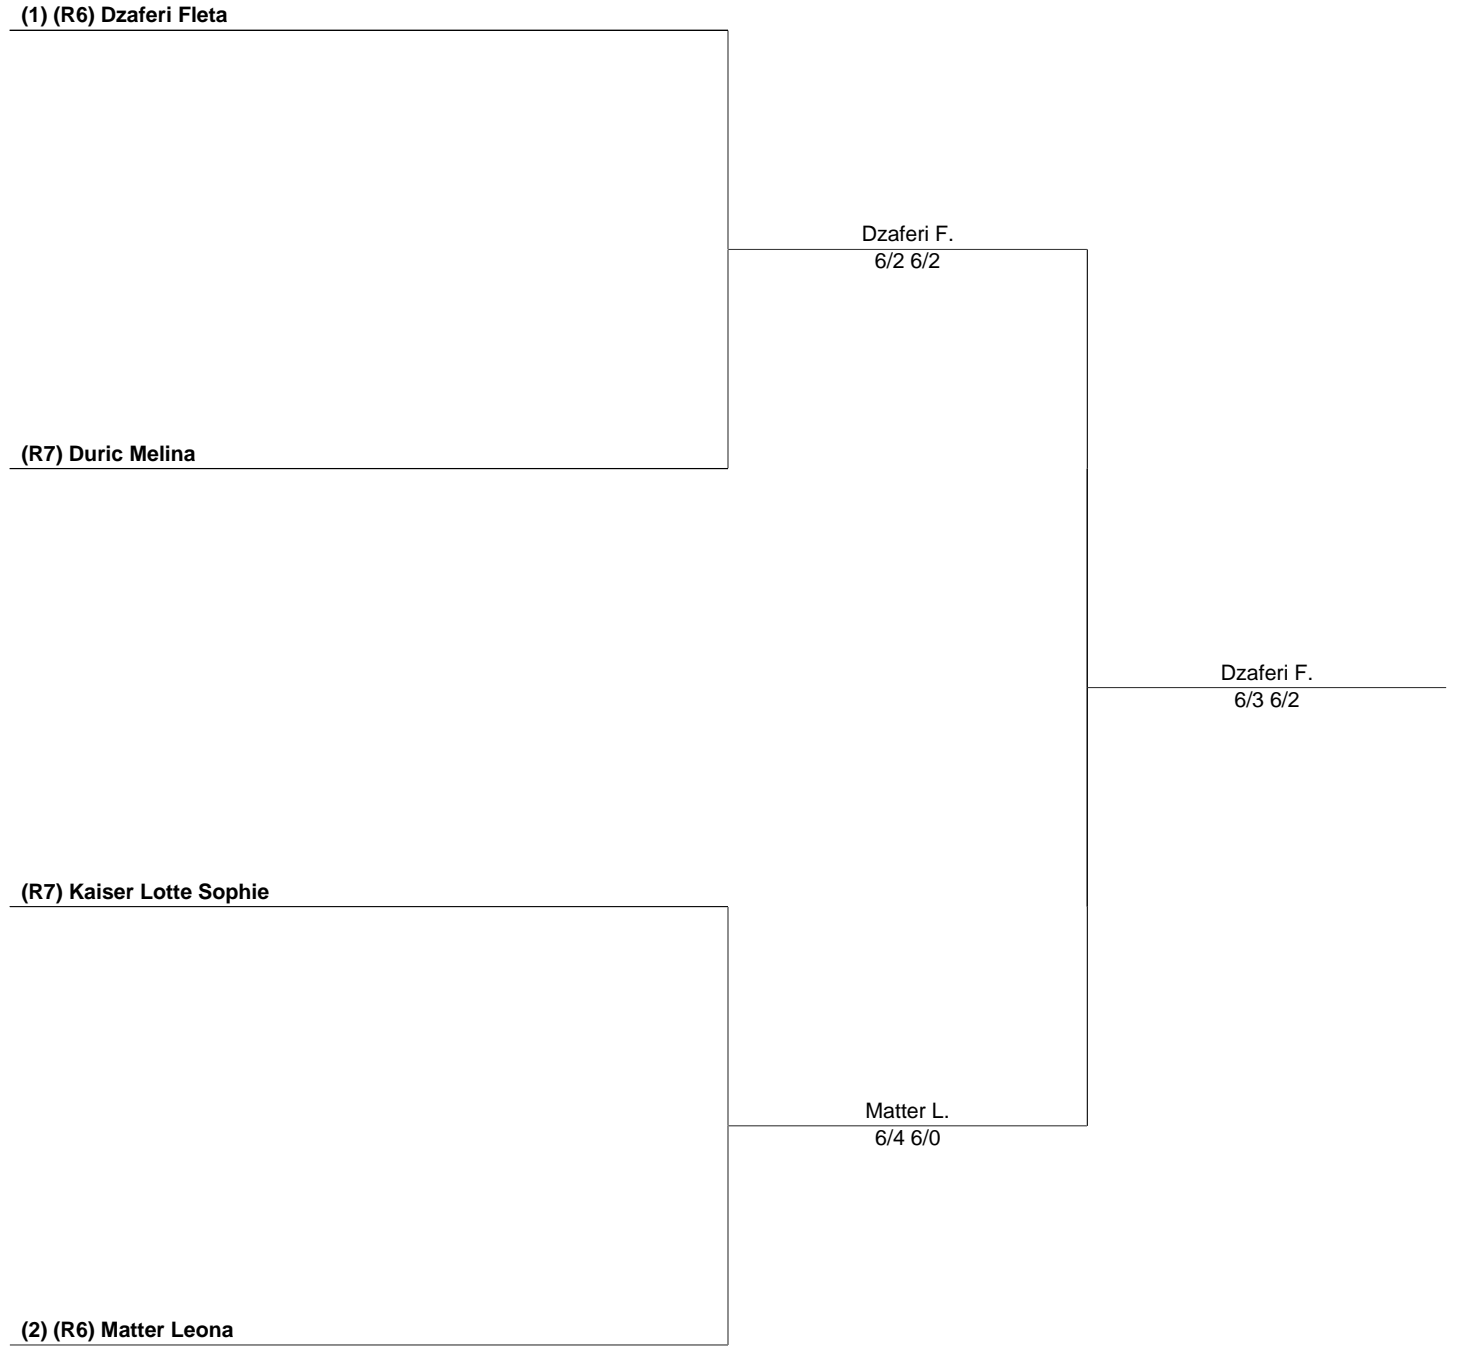 (1) (R6) Dzaferi Fleta
Dzaferi F.
6/2 6/2
(R7) Duric Melina
Dzaferi F.
6/3 6/2
(R7) Kaiser Lotte Sophie
Matter L.
6/4 6/0
(2) (R6) Matter Leona